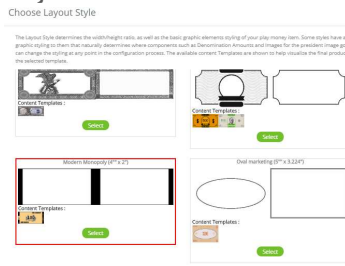 Choose Layout Style
The Layout Style determines the width/height ratio, as well as the basic graphic elements styling of your play money item. Some styles have a
graphic styling to them that naturally determines where components such as Denomination Amounts and Images for the president image go
can change the styling at any point in the configuration process. The available content Templates are shown to help visualize the final produc
the selected template.
Content Templates :
Select
Content Templates :
Select
Modern Monopoly (4"" x 2")
Content Templates :
Select
Oval marketing (5"" x 3.224")
Content Templates :
Select